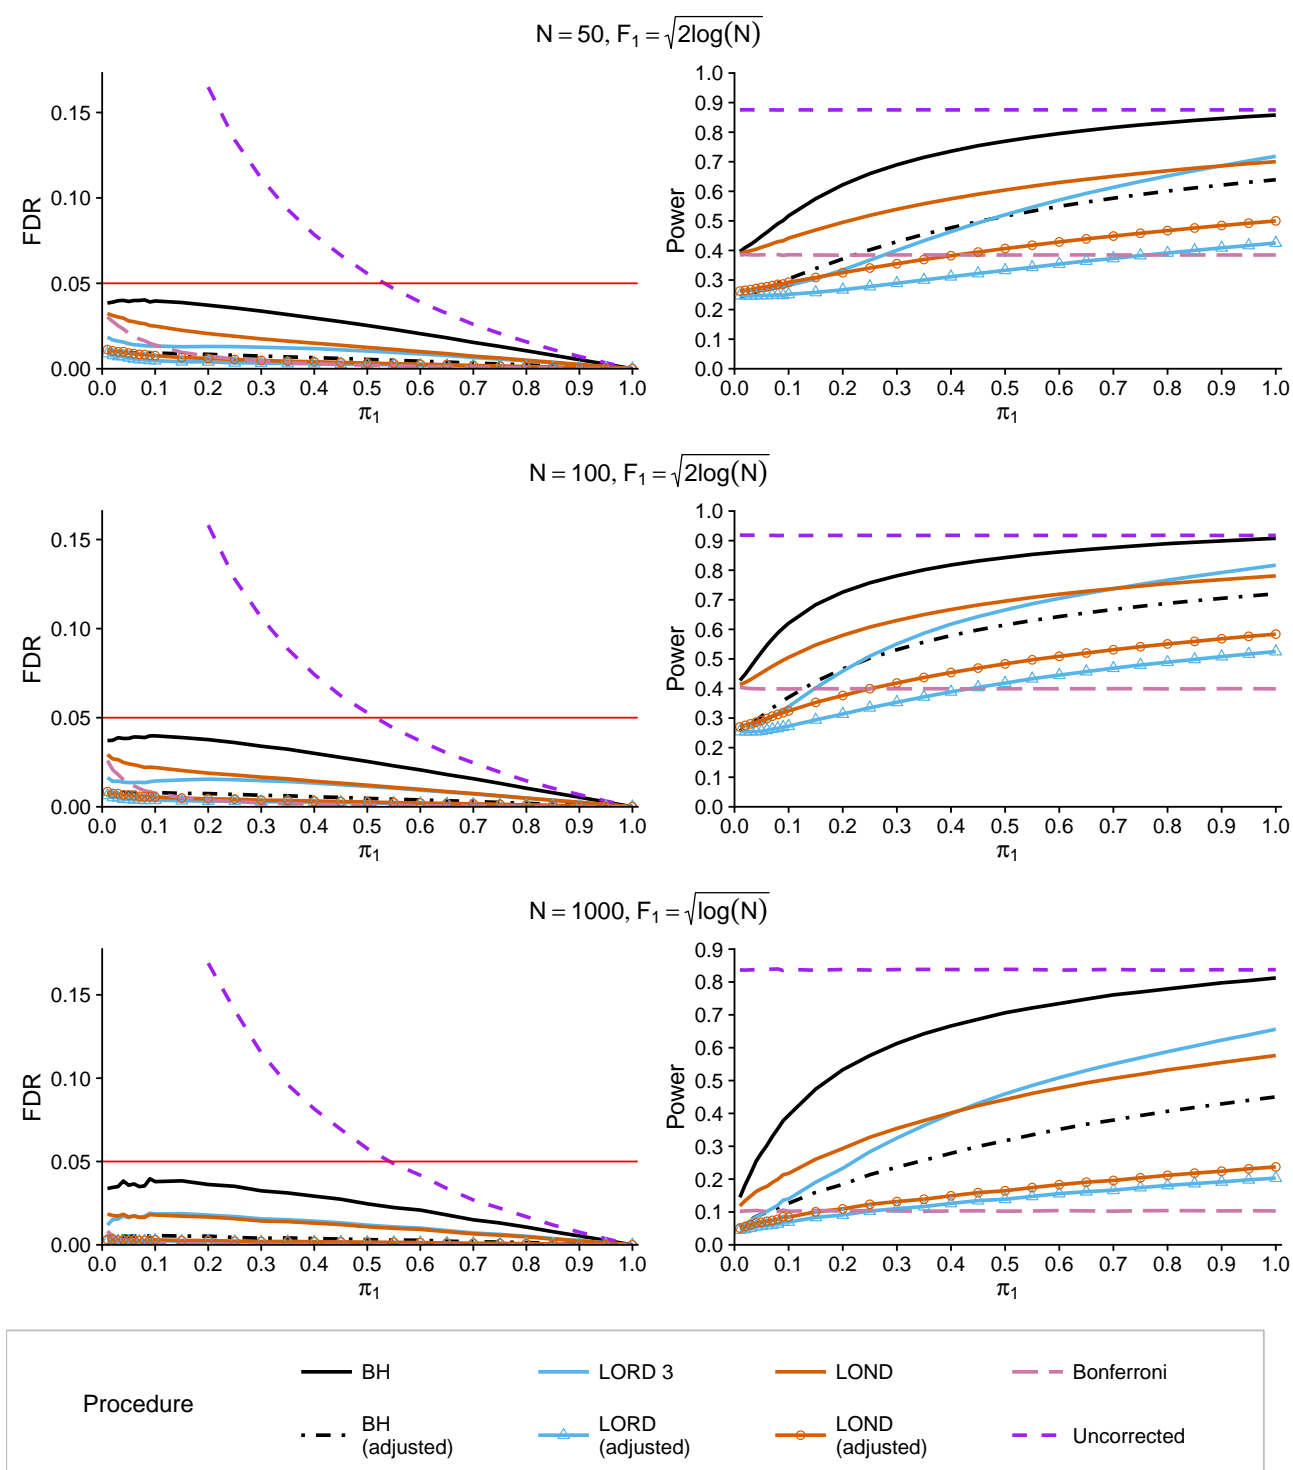 N = 50, F₁ = √2log(N)
FDR
0.15
0.10
0.05
0.00
0.0 0.1 0.2 0.3 0.4 0.5 0.6 0.7 0.8 0.9 1.0
π₁
Power
1.0
0.9
0.8
0.7
0.6
0.5
0.4
0.3
0.2
0.1
0.0
0.0 0.1 0.2 0.3 0.4 0.5 0.6 0.7 0.8 0.9 1.0
π₁
N = 100, F₁ = √2log(N)
FDR
0.15
0.10
0.05
0.00
0.0 0.1 0.2 0.3 0.4 0.5 0.6 0.7 0.8 0.9 1.0
π₁
Power
1.0
0.9
0.8
0.7
0.6
0.5
0.4
0.3
0.2
0.1
0.0
0.0 0.1 0.2 0.3 0.4 0.5 0.6 0.7 0.8 0.9 1.0
π₁
N = 1000, F₁ = √log(N)
FDR
0.15
0.10
0.05
0.00
0.0 0.1 0.2 0.3 0.4 0.5 0.6 0.7 0.8 0.9 1.0
π₁
Power
0.9
0.8
0.7
0.6
0.5
0.4
0.3
0.2
0.1
0.0
0.0 0.1 0.2 0.3 0.4 0.5 0.6 0.7 0.8 0.9 1.0
π₁
Procedure
BH
BH
(adjusted)
LORD 3
LORD
(adjusted)
LOND
LOND
(adjusted)
Bonferroni
Uncorrected